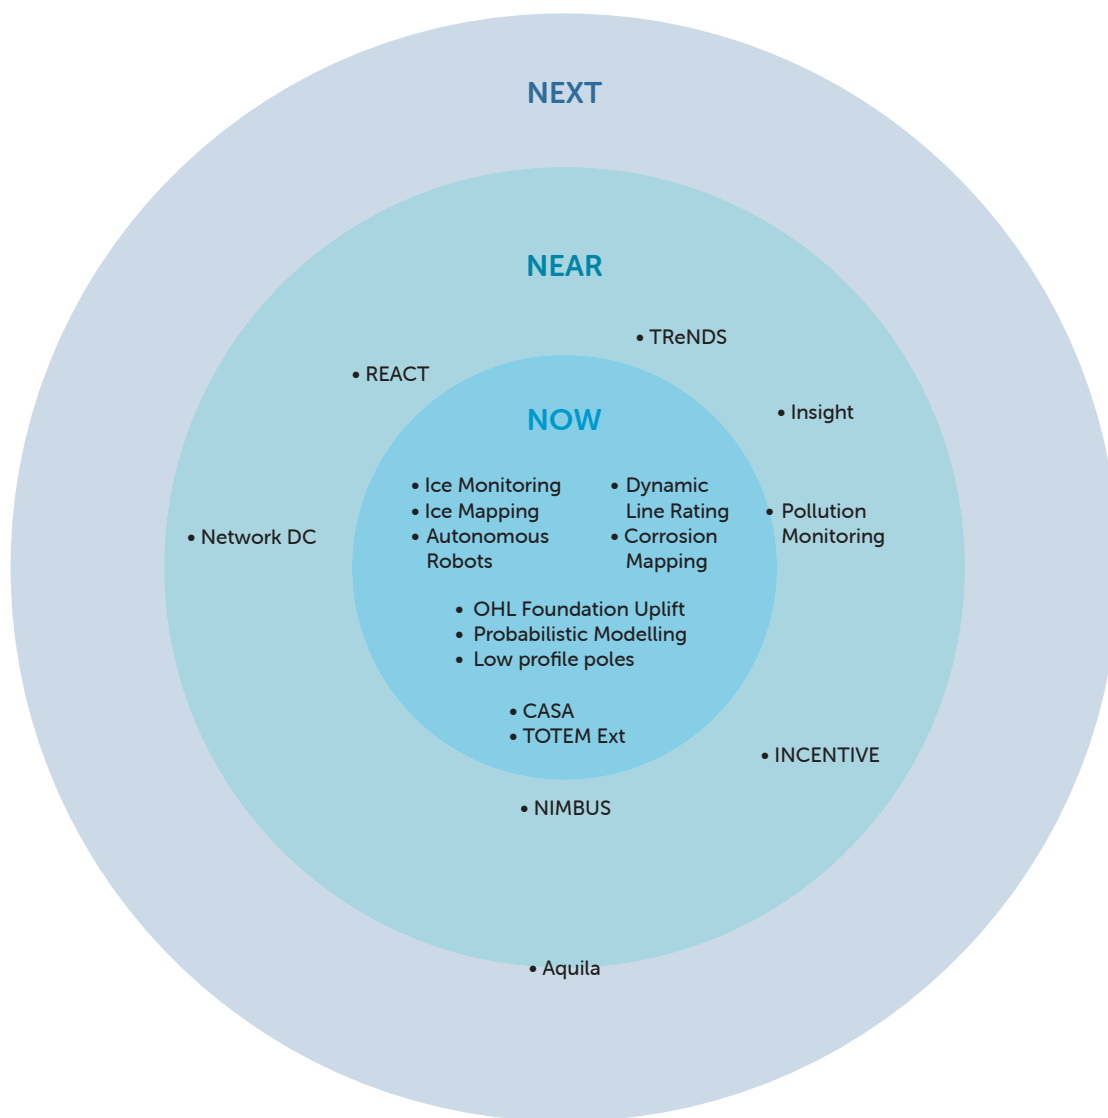 NEXT
NEAR
• TReNDS
• REACT
• Insight
NOW
• Ice Monitoring
• Ice Mapping
• Autonomous
Robots
• Dynamic
Line Rating
• Corrosion
Mapping
• Pollution
Monitoring
• Network DC
• OHL Foundation Uplift
• Probabilistic Modelling
• Low profile poles
• CASA
• TOTEM Ext
• INCENTIVE
• NIMBUS
• Aquila